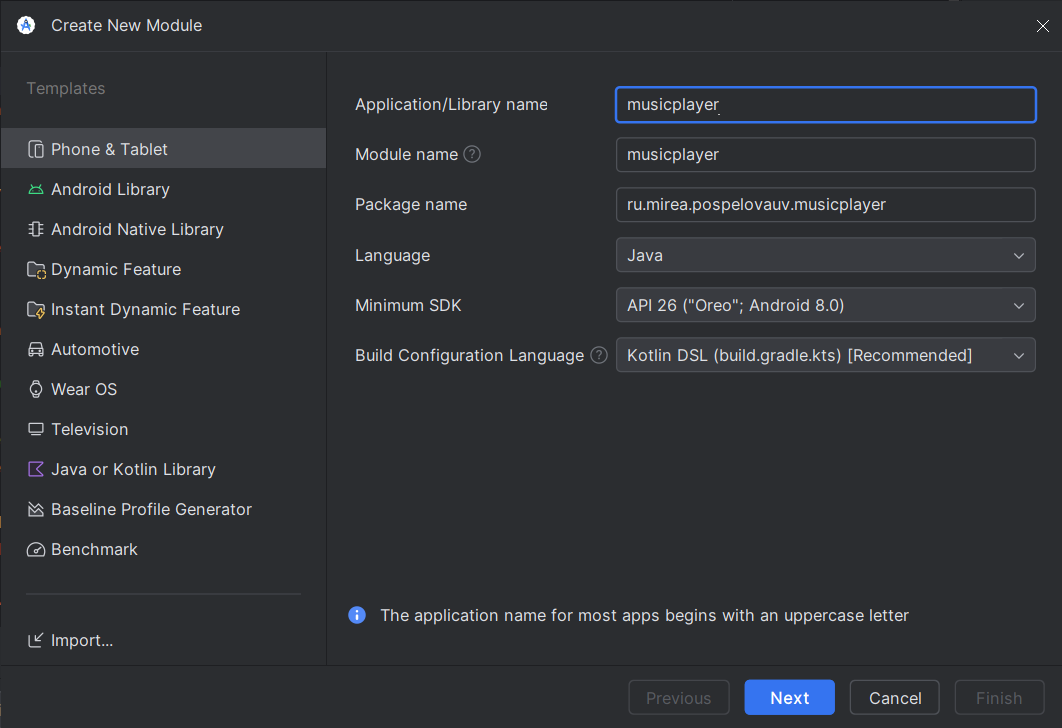 Create New Module
Templates
Phone & Tablet
Android Library
Android Native Library
Dynamic Feature
Instant Dynamic Feature
Automotive
Wear OS
Television
Java or Kotlin Library
Baseline Profile Generator
Benchmark
Import...
Application/Library name musicplayer
Module name ? musicplayer
Package name ru.mirea.pospelovauv.musicplayer
Language Java
Minimum SDK API 26 ("Oreo"; Android 8.0)
Build Configuration Language ? Kotlin DSL (build.gradle.kts) [Recommended]
The application name for most apps begins with an uppercase letter
Previous Next Cancel Finish